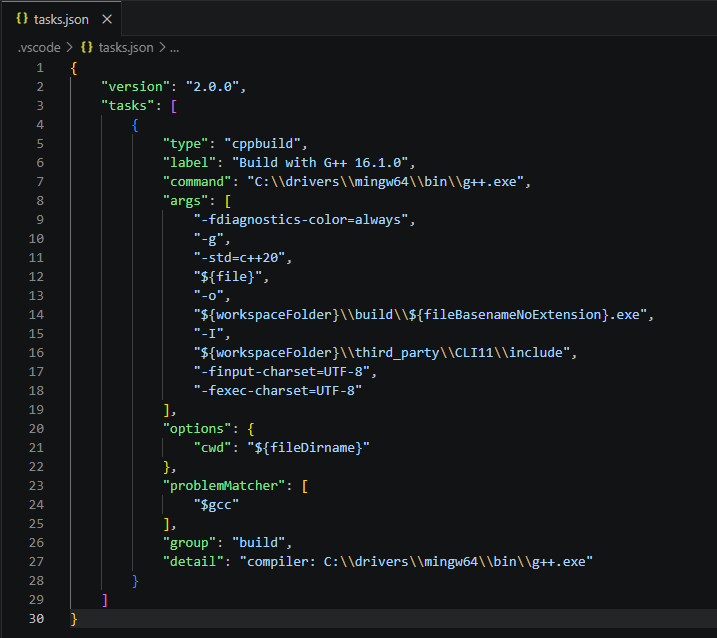 {} tasks.json ×
.vscode > {} tasks.json > ...
1 {
2     "version": "2.0.0",
3     "tasks": [
4         {
5             "type": "cppbuild",
6             "label": "Build with G++ 16.1.0",
7             "command": "C:\\drivers\\mingw64\\bin\\g++.exe",
8             "args": [
9                 "-fdiagnostics-color=always",
10                 "-g",
11                 "-std=c++20",
12                 "${file}",
13                 "-o",
14                 "${workspaceFolder}\\build\\${fileBasenameNoExtension}.exe",
15                 "-I",
16                 "${workspaceFolder}\\third_party\\CLI11\\include",
17                 "-finput-charset=UTF-8",
18                 "-fexec-charset=UTF-8"
19             ],
20             "options": {
21                 "cwd": "${fileDirname}"
22             },
23             "problemMatcher": [
24                 "$gcc"
25             ],
26             "group": "build",
27             "detail": "compiler: C:\\drivers\\mingw64\\bin\\g++.exe"
28         }
29     ]
30 }